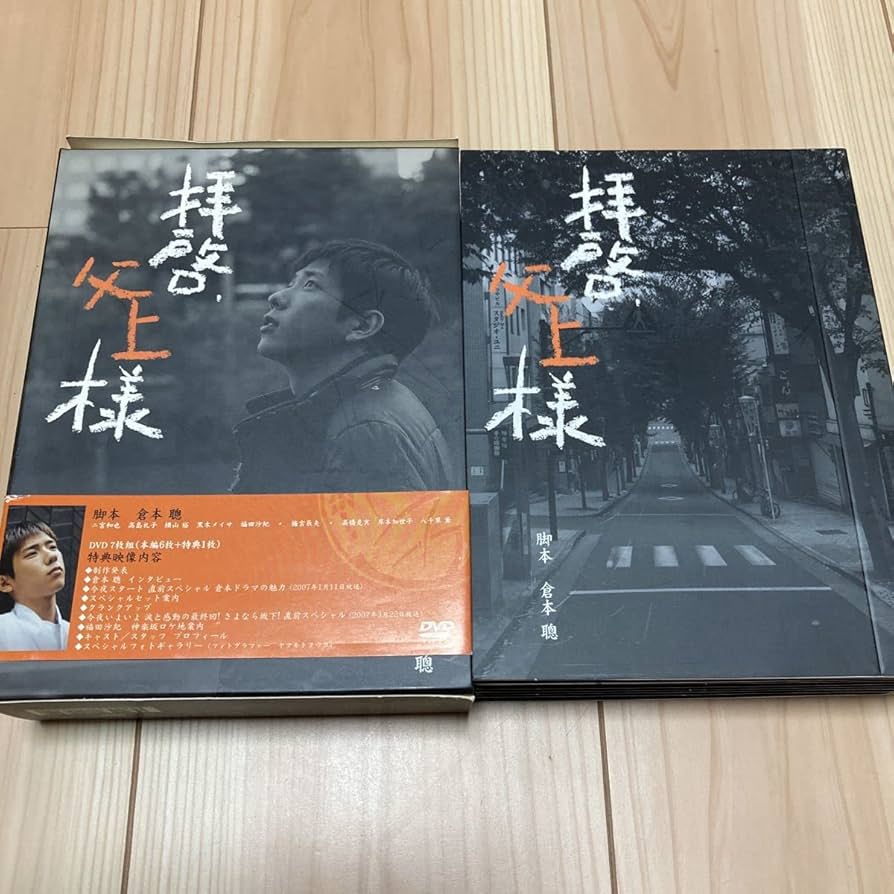 拝啓、
父上
様
脚本 倉本 聰
二宮和也 高島礼子 横山裕 黒木メイサ 福田沙紀 ・ 梅宮辰夫 ・ 高橋克実 岸本加世子 八千草薫
DVD 7枚組(本編6枚+特典1枚)
特典映像内容
◆制作発表
◆倉本 聰 インタビュー
◆今夜スタート 直前スペシャル 倉本ドラマの魅力(2007年1月11日放送)
◆スペシャルセット案内
◆クランクアップ
◆今夜いよいよ 涙と感動の最終回!さよなら坂下!直前スペシャル(2007年3月22日放送)
◆福田沙紀 神楽坂ロケ地案内
◆キャスト/スタッフ プロフィール
◆スペシャルフォトギャラリー(フォトグラファー ヤマモトヨウコ)
DVD
聰
拝啓、
父上
様
スタジオ・ユニ
脚本 倉本 聰